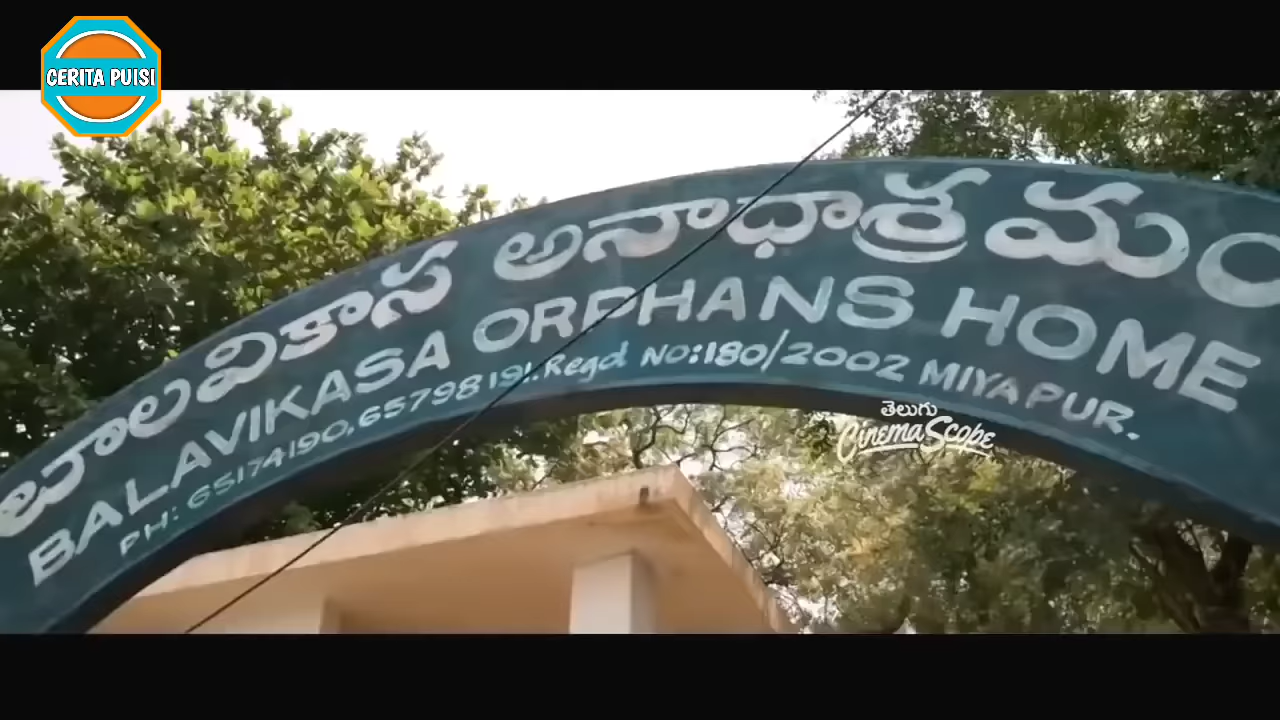 CERITA PUISI
బాలవికాస అనాధాశ్రమం
BALAVIKASA ORPHANS HOME
PH: 65174190, 65798191. Regd NO:180/2002 MIYAPUR.
తెలుగు
CinemaScope